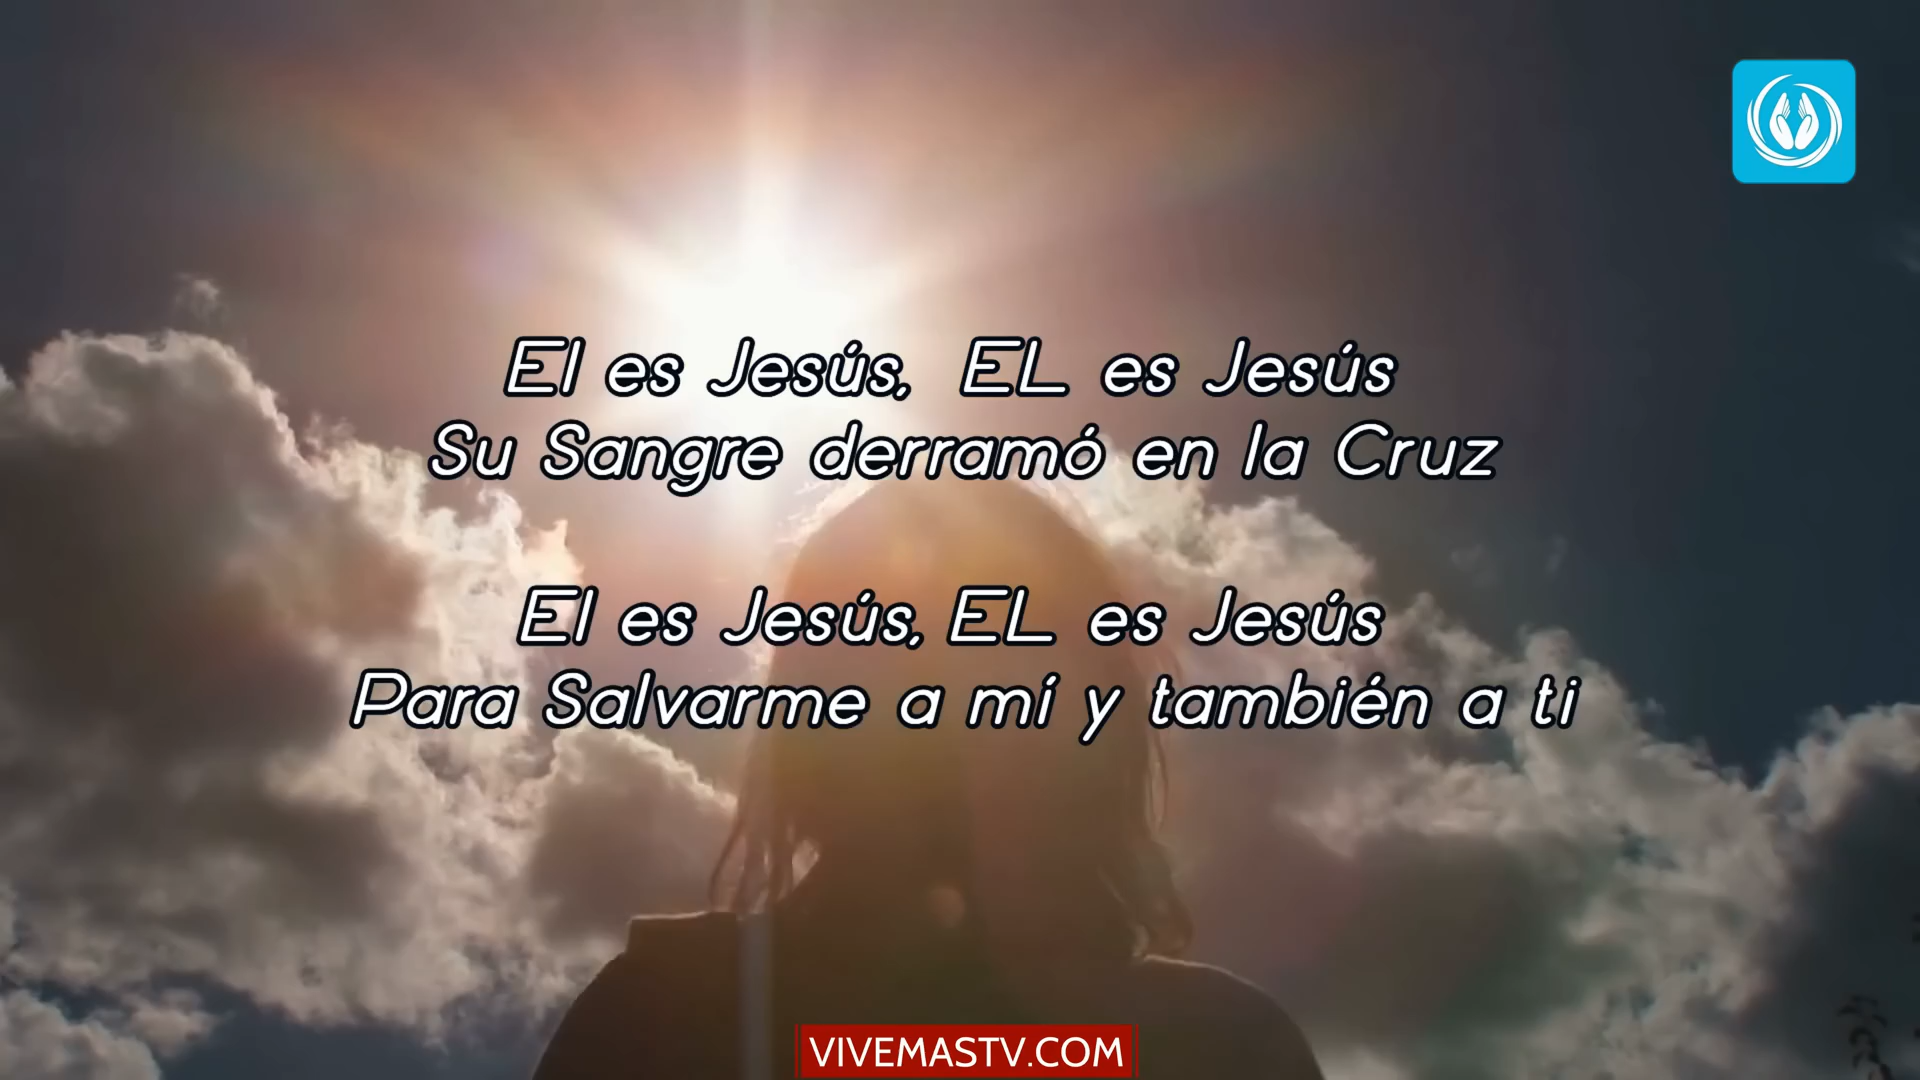 El es Jesús, EL es Jesús
Su Sangre derramó en la Cruz
El es Jesús, EL es Jesús
Para Salvarme a mí y también a ti
VIVEMASTV.COM